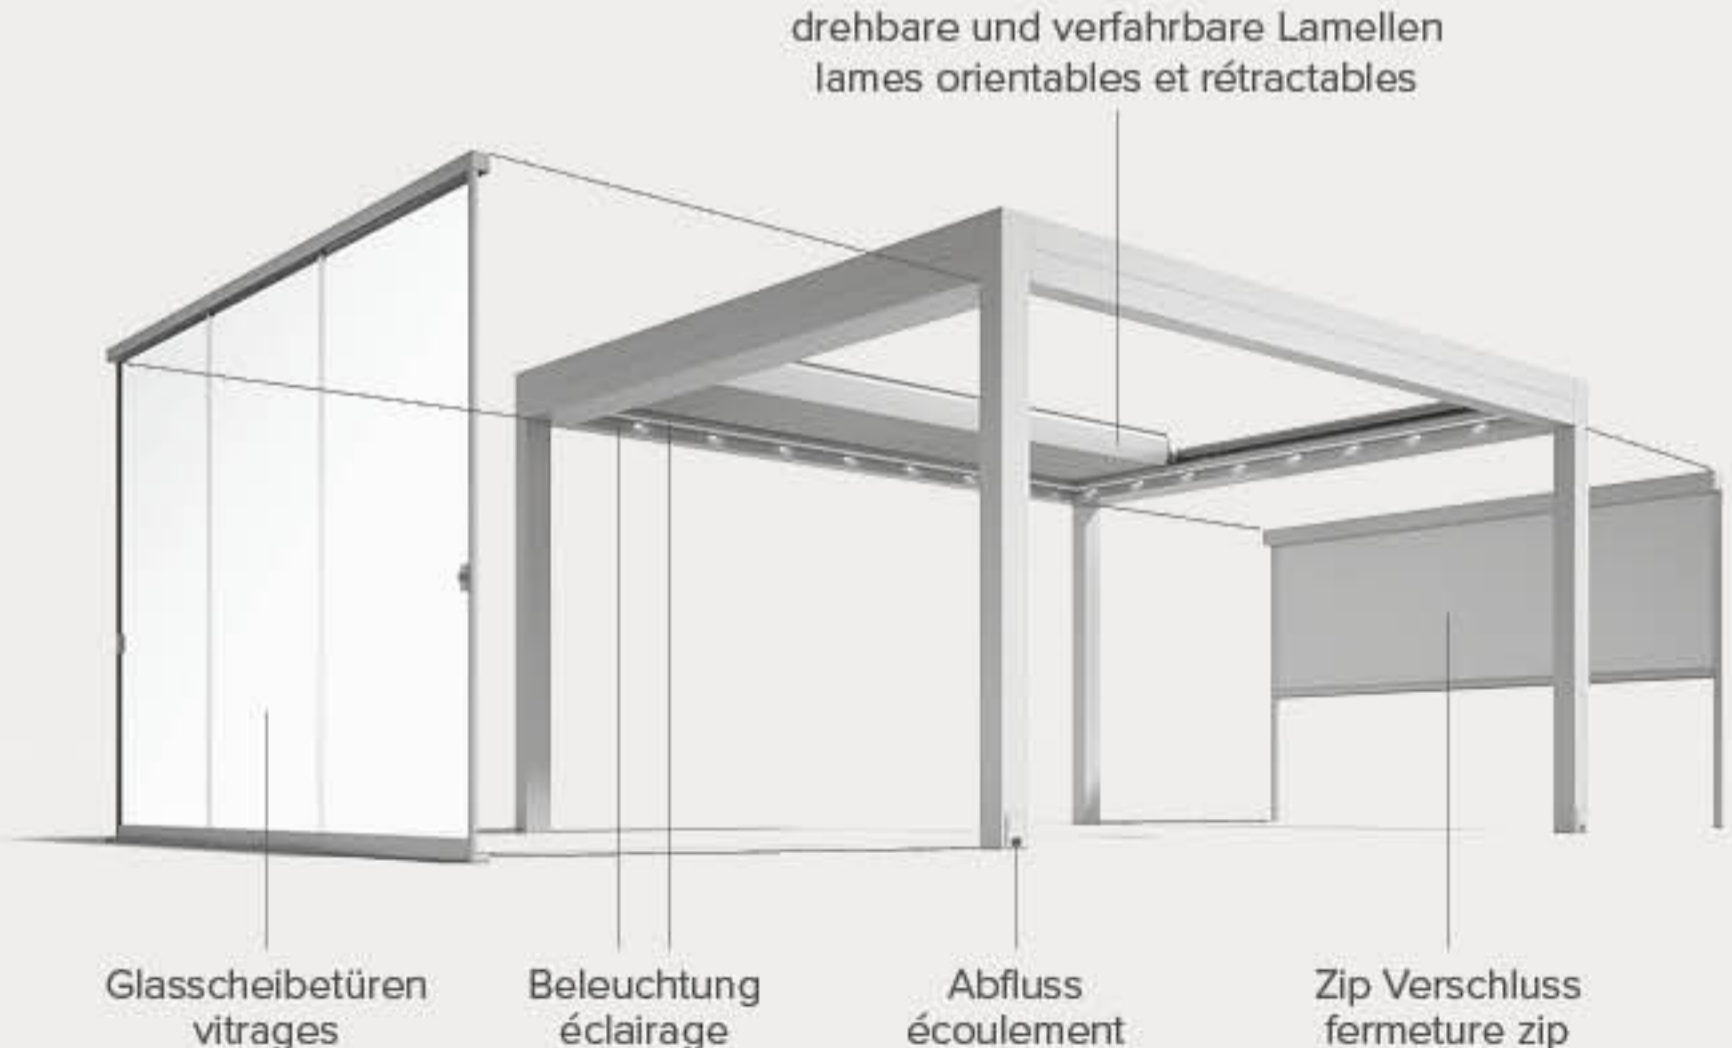 drehbare und verfahrbare Lamellen
lames orientables et rétractables
Glasscheibetüren
vitrages
Beleuchtung
éclairage
Abfluss
écoulement
Zip Verschluss
fermeture zip